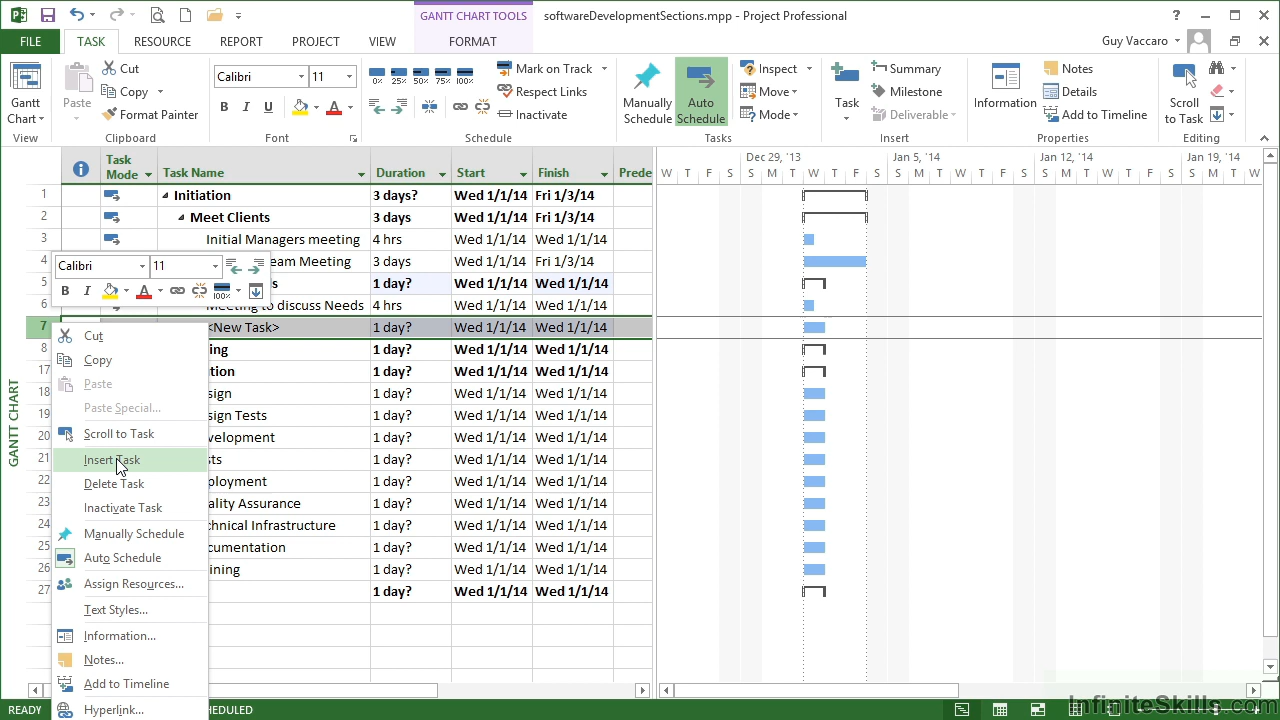 GANTT CHART TOOLS
softwareDevelopmentSections.mpp - Project Professional
FILE TASK RESOURCE REPORT PROJECT VIEW FORMAT
Guy Vaccaro
Gantt Chart
View
Paste
Cut
Copy
Format Painter
Clipboard
Calibri 11
B I U A
Font
0% 25% 50% 75% 100%
Mark on Track
Respect Links
Inactivate
Schedule
Manually Schedule
Auto Schedule
Inspect
Move
Mode
Tasks
Task
Summary
Milestone
Deliverable
Insert
Information
Notes
Details
Add to Timeline
Properties
Scroll to Task
Editing
Task Mode Task Name Duration Start Finish Prede
Dec 29, '13 Jan 5, '14 Jan 12, '14 Jan 19, '14
W T F S S M T W T F S S M T W T F S S M T W T F S S M T W
1 Initiation 3 days? Wed 1/1/14 Fri 1/3/14
2 Meet Clients 3 days Wed 1/1/14 Fri 1/3/14
3 Initial Managers meeting 4 hrs Wed 1/1/14 Wed 1/1/14
4 eam Meeting 3 days Wed 1/1/14 Fri 1/3/14
5 s 1 day? Wed 1/1/14 Wed 1/1/14
6 Meeting to discuss Needs 4 hrs Wed 1/1/14 Wed 1/1/14
7 <New Task> 1 day? Wed 1/1/14 Wed 1/1/14
8 ing 1 day? Wed 1/1/14 Wed 1/1/14
17 tion 1 day? Wed 1/1/14 Wed 1/1/14
18 sign 1 day? Wed 1/1/14 Wed 1/1/14
19 sign Tests 1 day? Wed 1/1/14 Wed 1/1/14
20 velopment 1 day? Wed 1/1/14 Wed 1/1/14
21 sts 1 day? Wed 1/1/14 Wed 1/1/14
22 ployment 1 day? Wed 1/1/14 Wed 1/1/14
23 ality Assurance 1 day? Wed 1/1/14 Wed 1/1/14
24 chnical Infrastructure 1 day? Wed 1/1/14 Wed 1/1/14
25 cumentation 1 day? Wed 1/1/14 Wed 1/1/14
26 ining 1 day? Wed 1/1/14 Wed 1/1/14
27 1 day? Wed 1/1/14 Wed 1/1/14
Calibri 11
B I A 100%
Cut
Copy
Paste
Paste Special...
Scroll to Task
Insert Task
Delete Task
Inactivate Task
Manually Schedule
Auto Schedule
Assign Resources...
Text Styles...
Information...
Notes...
Add to Timeline
Hyperlink...
GANTT CHART
READY HEDULED
InfiniteSkills.com